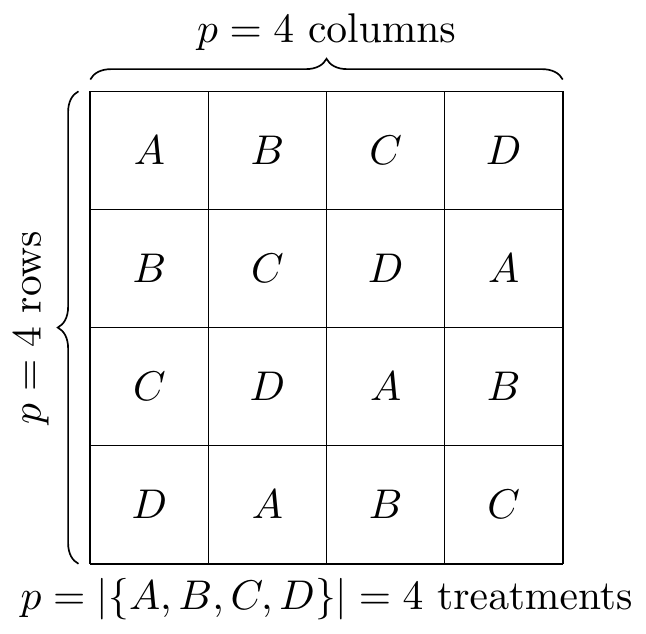 p = 4 columns
p = 4 rows
A B C D
B C D A
C D A B
D A B C
p = |{A, B, C, D}| = 4 treatments